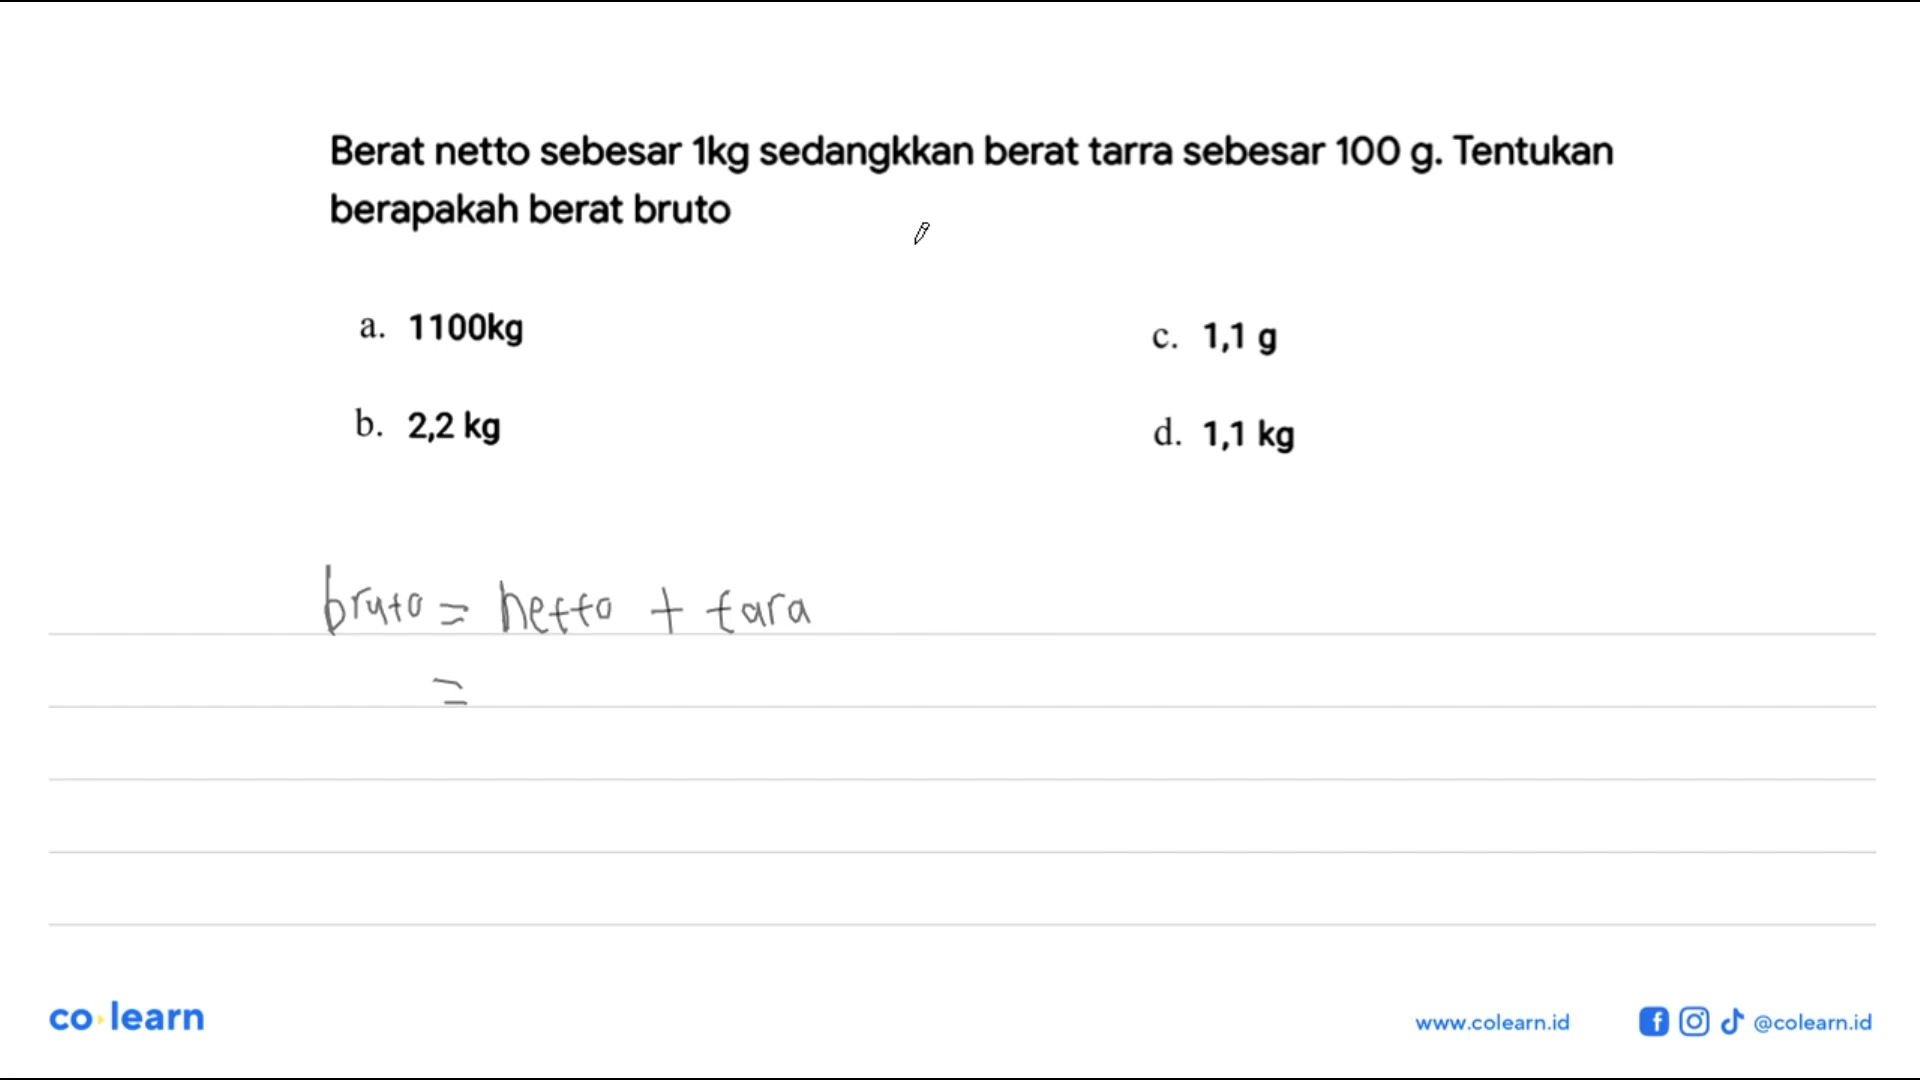 Berat netto sebesar 1kg sedangkkan berat tarra sebesar 100 g. Tentukan
berapakah berat bruto
a. 1100kg
c. 1,1 g
b. 2,2 kg
d. 1,1 kg
bruto = netto + tara
=
co learn
www.colearn.id
@colearn.id